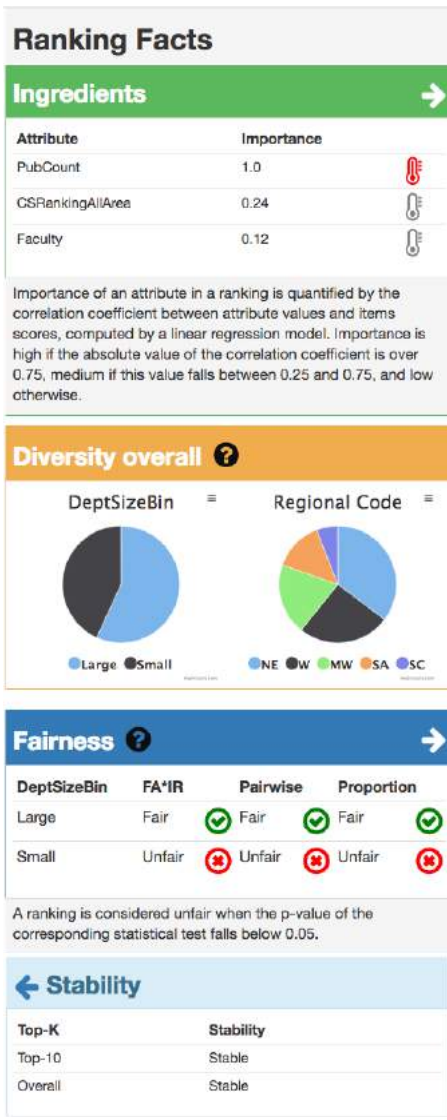 Ranking Facts
Ingredients
Attribute Importance
PubCount 1.0
CSRankingAllArea 0.24
Faculty 0.12
Importance of an attribute in a ranking is quantified by the
correlation coefficient between attribute values and items
scores, computed by a linear regression model. Importance is
high if the absolute value of the correlation coefficient is over
0.75, medium if this value falls between 0.25 and 0.75, and low
otherwise.
Diversity overall ?
DeptSizeBin Regional Code
Large Small NE W MW SA SC
Fairness ?
DeptSizeBin FA*IR Pairwise Proportion
Large Fair Fair Fair
Small Unfair Unfair Unfair
A ranking is considered unfair when the p-value of the
corresponding statistical test falls below 0.05.
Stability
Top-K Stability
Top-10 Stable
Overall Stable